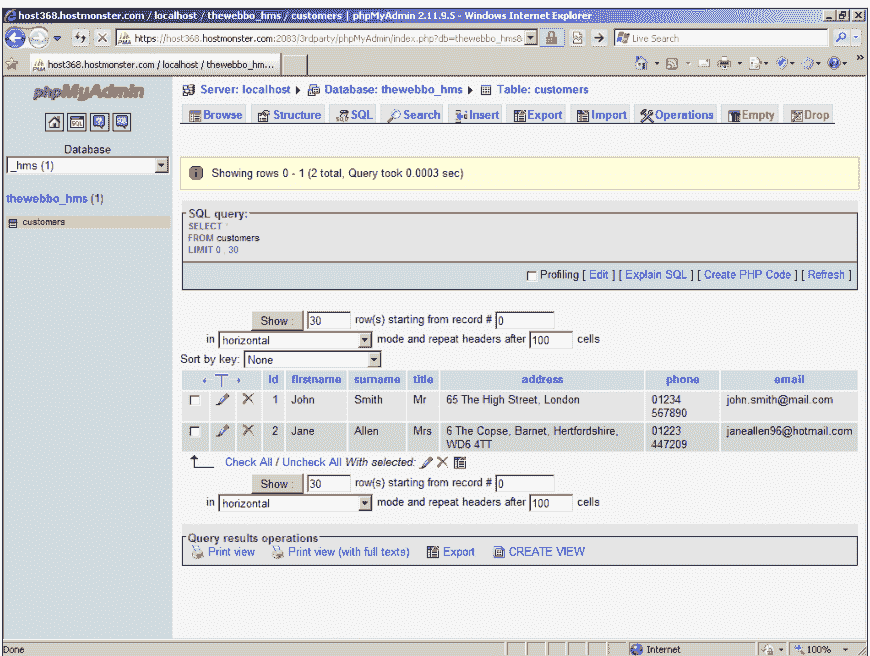 host368.hostmonster.com / localhost / thewebbo_hms / customers | phpMyAdmin 2.11.9.5 - Windows Internet Explorer
https://host368.hostmonster.com:2083/3rdparty/phpMyAdmin/index.php?db=thewebbo_hms&
Live Search
host368.hostmonster.com / localhost / thewebbo_hm...
phpMyAdmin
Server: localhost Database: thewebbo_hms Table: customers
Browse Structure SQL Search Insert Export Import Operations Empty Drop
Database
_hms (1)
thewebbo_hms (1)
customers
Showing rows 0 - 1 (2 total, Query took 0.0003 sec)
SQL query:
SELECT *
FROM customers
LIMIT 0 , 30
Profiling [ Edit ] [ Explain SQL ] [ Create PHP Code ] [ Refresh ]
Show : 30 row(s) starting from record # 0
in horizontal mode and repeat headers after 100 cells
Sort by key: None
← T → id firstname surname title address phone email
1 John Smith Mr 65 The High Street, London 01234 john.smith@mail.com
567890
2 Jane Allen Mrs 6 The Copse, Barnet, Hertfordshire, 01223 janeallen96@hotmail.com
WD6 4TT 447209
Check All / Uncheck All With selected:
Show : 30 row(s) starting from record # 0
in horizontal mode and repeat headers after 100 cells
Query results operations
Print view Print view (with full texts) Export CREATE VIEW
Done Internet 100%